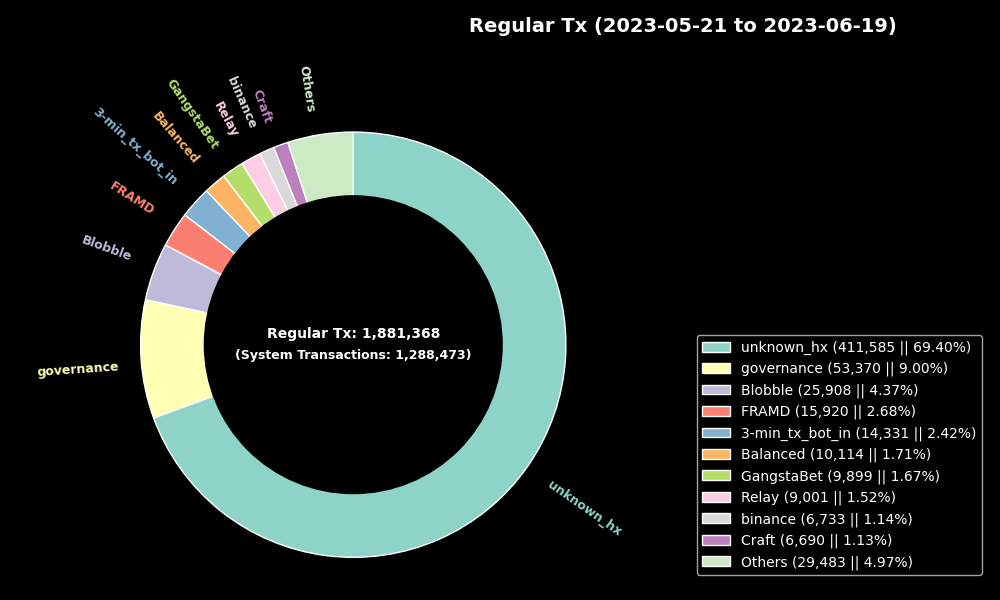 Regular Tx (2023-05-21 to 2023-06-19)
Others
Craft
binance
Relay
GangstaBet
Balanced
3-min_tx_bot_in
FRAMD
Blobble
governance
unknown_hx
Regular Tx: 1,881,368
(System Transactions: 1,288,473)
unknown_hx (411,585 || 69.40%)
governance (53,370 || 9.00%)
Blobble (25,908 || 4.37%)
FRAMD (15,920 || 2.68%)
3-min_tx_bot_in (14,331 || 2.42%)
Balanced (10,114 || 1.71%)
GangstaBet (9,899 || 1.67%)
Relay (9,001 || 1.52%)
binance (6,733 || 1.14%)
Craft (6,690 || 1.13%)
Others (29,483 || 4.97%)